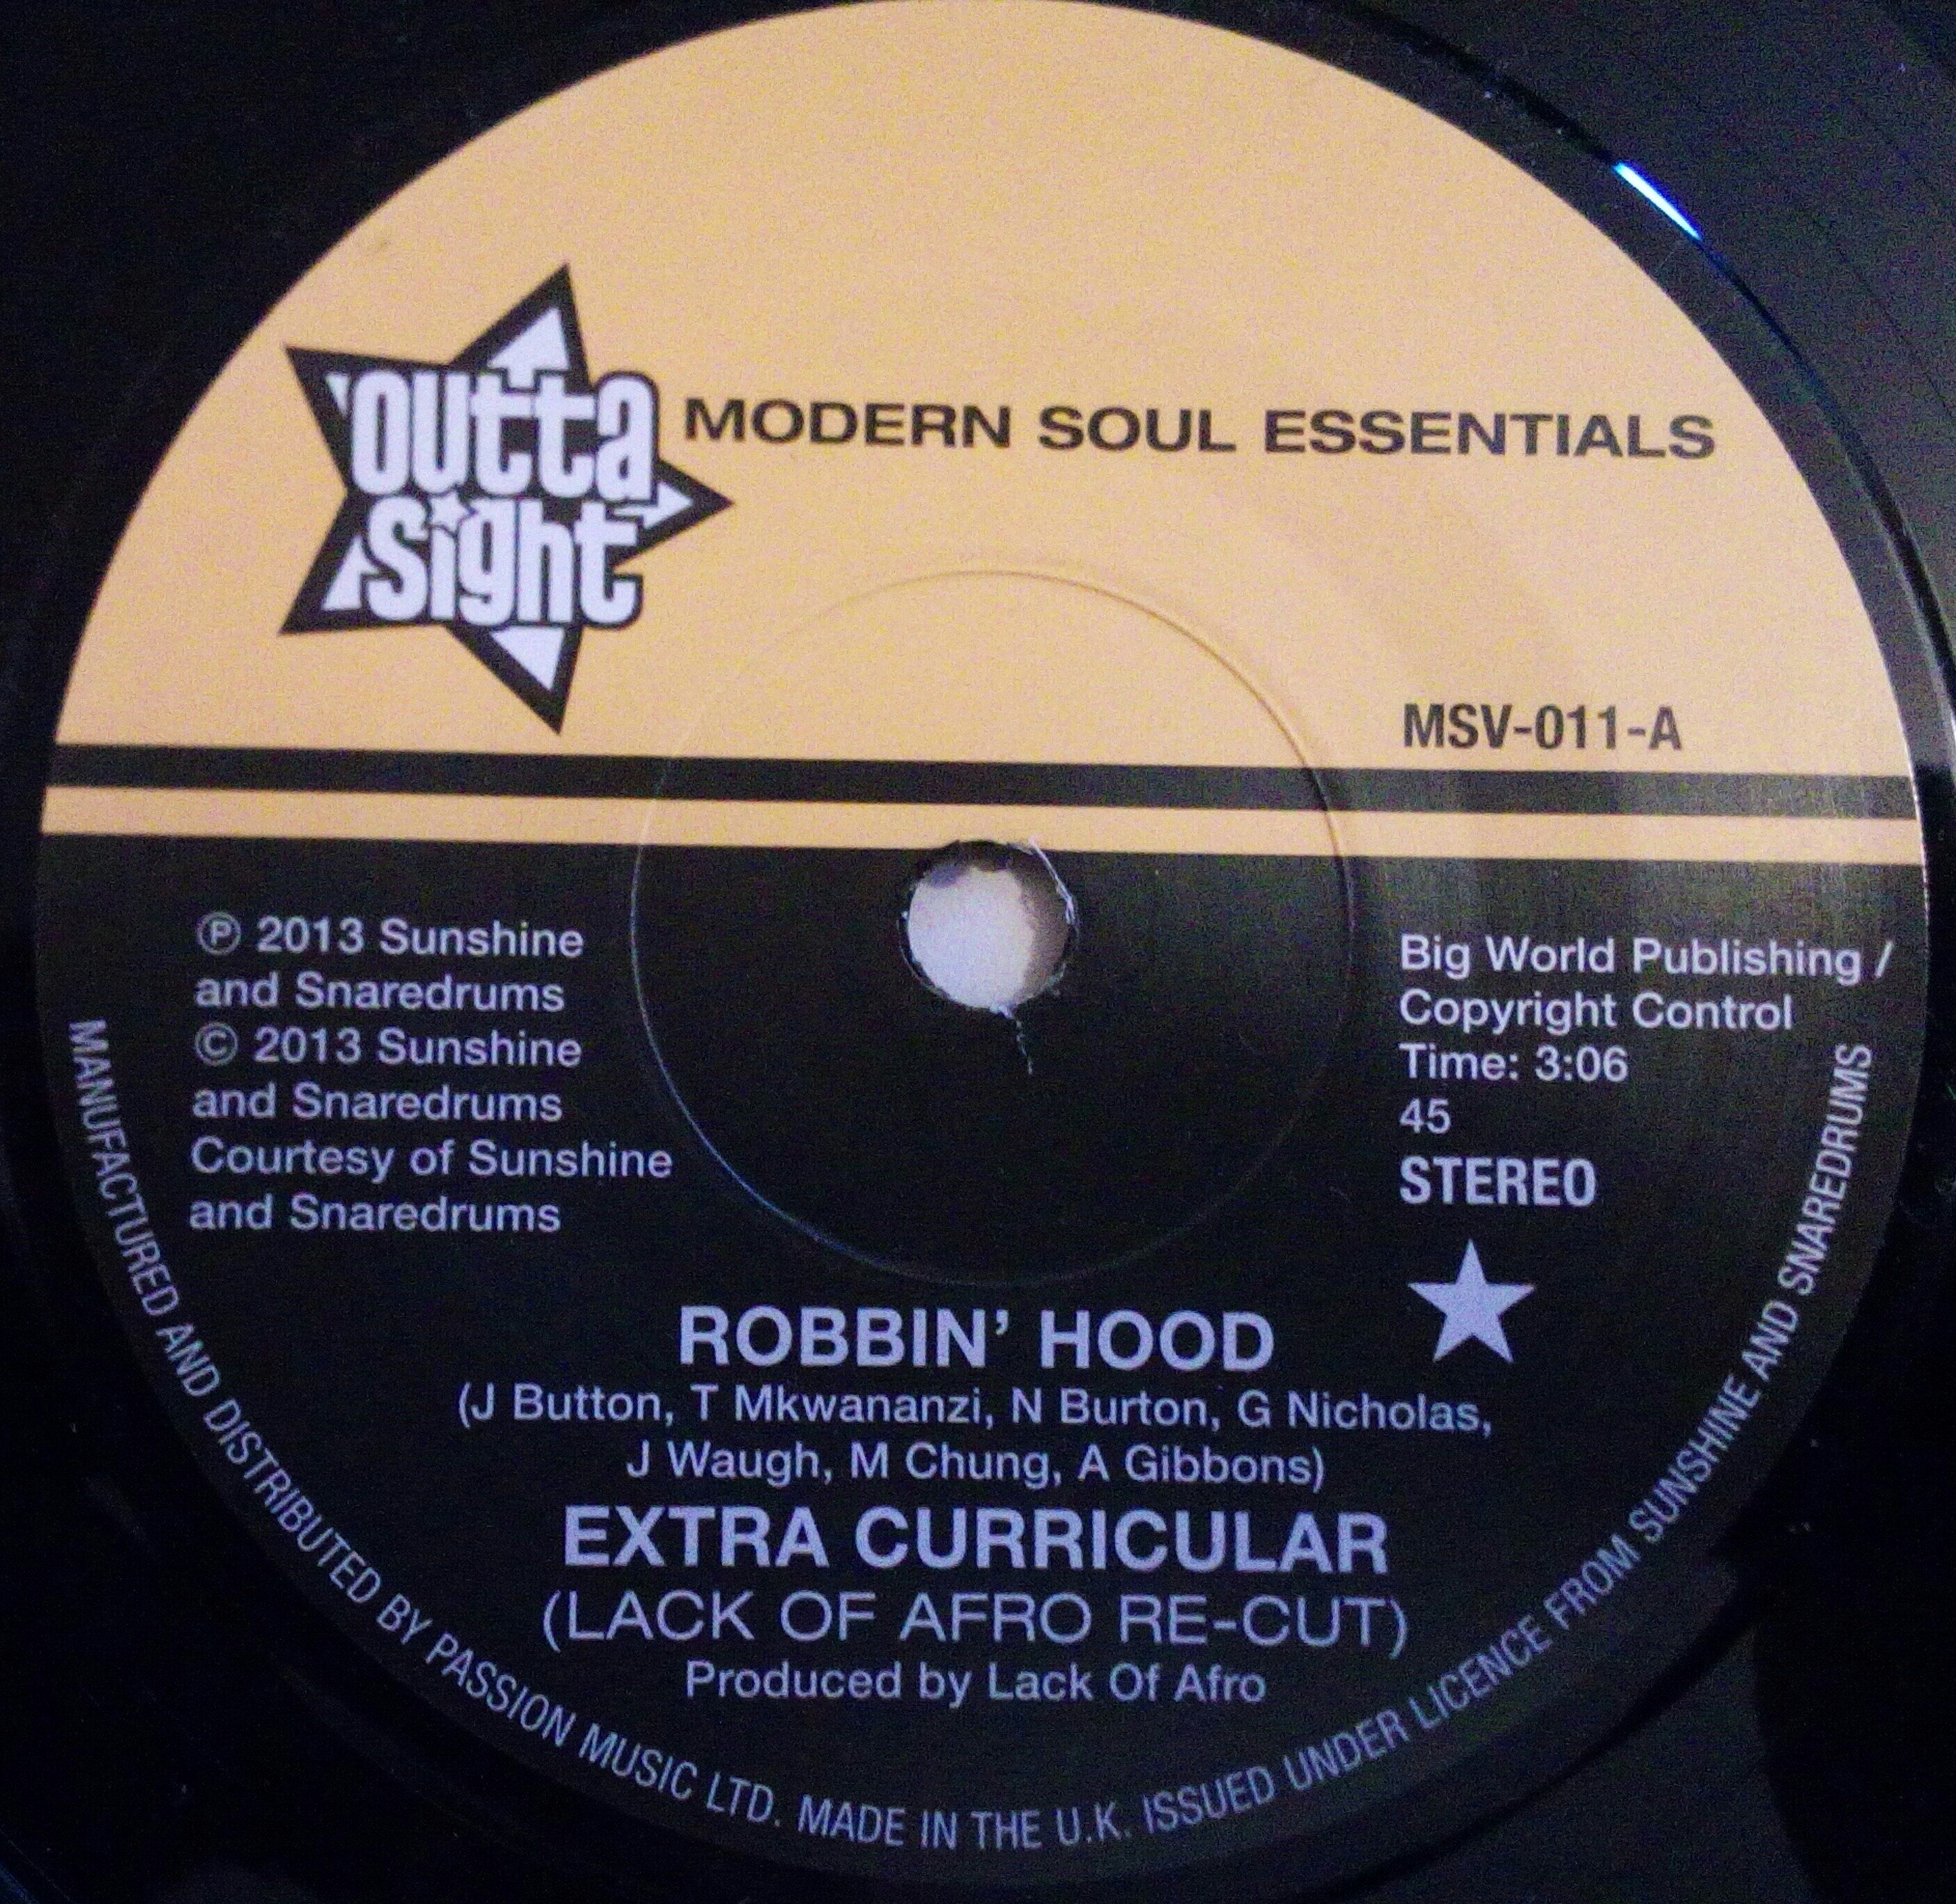 outta
sight
MODERN SOUL ESSENTIALS
MSV-011-A
℗ 2013 Sunshine
and Snaredrums
© 2013 Sunshine
and Snaredrums
Courtesy of Sunshine
and Snaredrums
Big World Publishing /
Copyright Control
Time: 3:06
45
STEREO
ROBBIN’ HOOD
(J Button, T Mkwananzi, N Burton, G Nicholas,
J Waugh, M Chung, A Gibbons)
EXTRA CURRICULAR
(LACK OF AFRO RE-CUT)
Produced by Lack Of Afro
MANUFACTURED AND DISTRIBUTED BY PASSION MUSIC LTD. MADE IN THE U.K. ISSUED UNDER LICENCE FROM SUNSHINE AND SNAREDRUMS